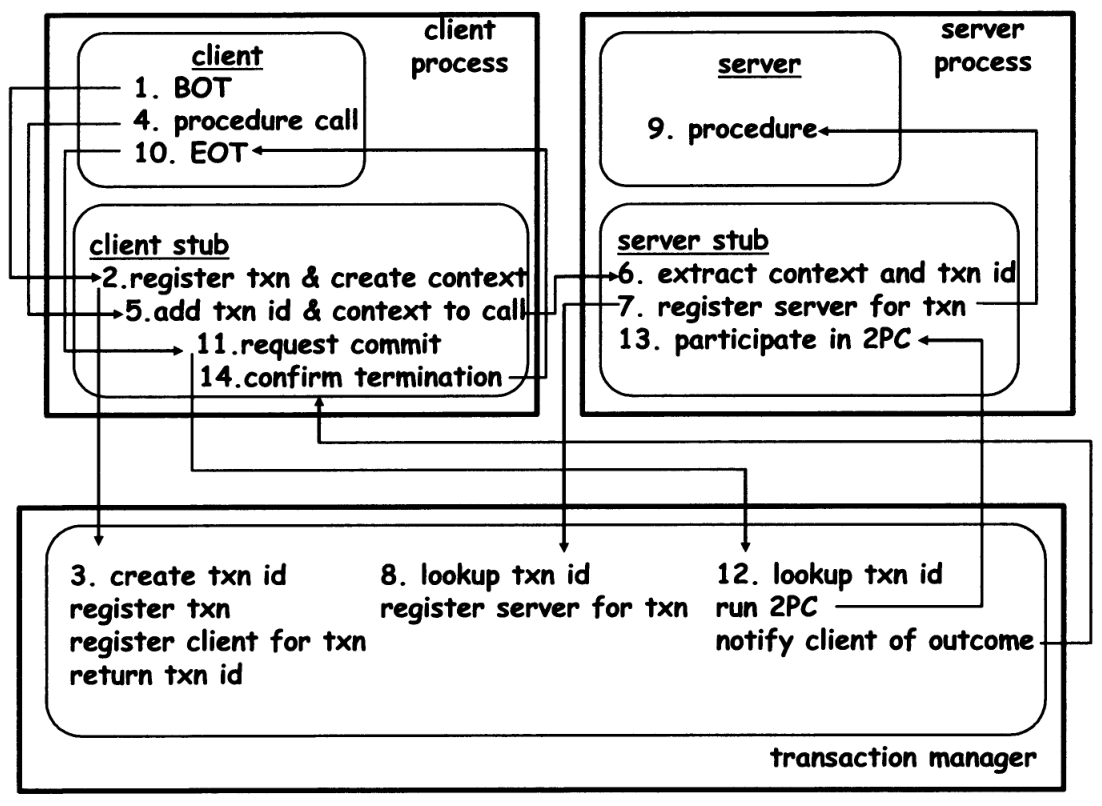 client process
client
1. BOT
4. procedure call
10. EOT
client stub
2.register txn & create context
5.add txn id & context to call
11.request commit
14.confirm termination
server process
server
9. procedure
server stub
6. extract context and txn id
7. register server for txn
13. participate in 2PC
3. create txn id
register txn
register client for txn
return txn id
8. lookup txn id
register server for txn
12. lookup txn id
run 2PC
notify client of outcome
transaction manager